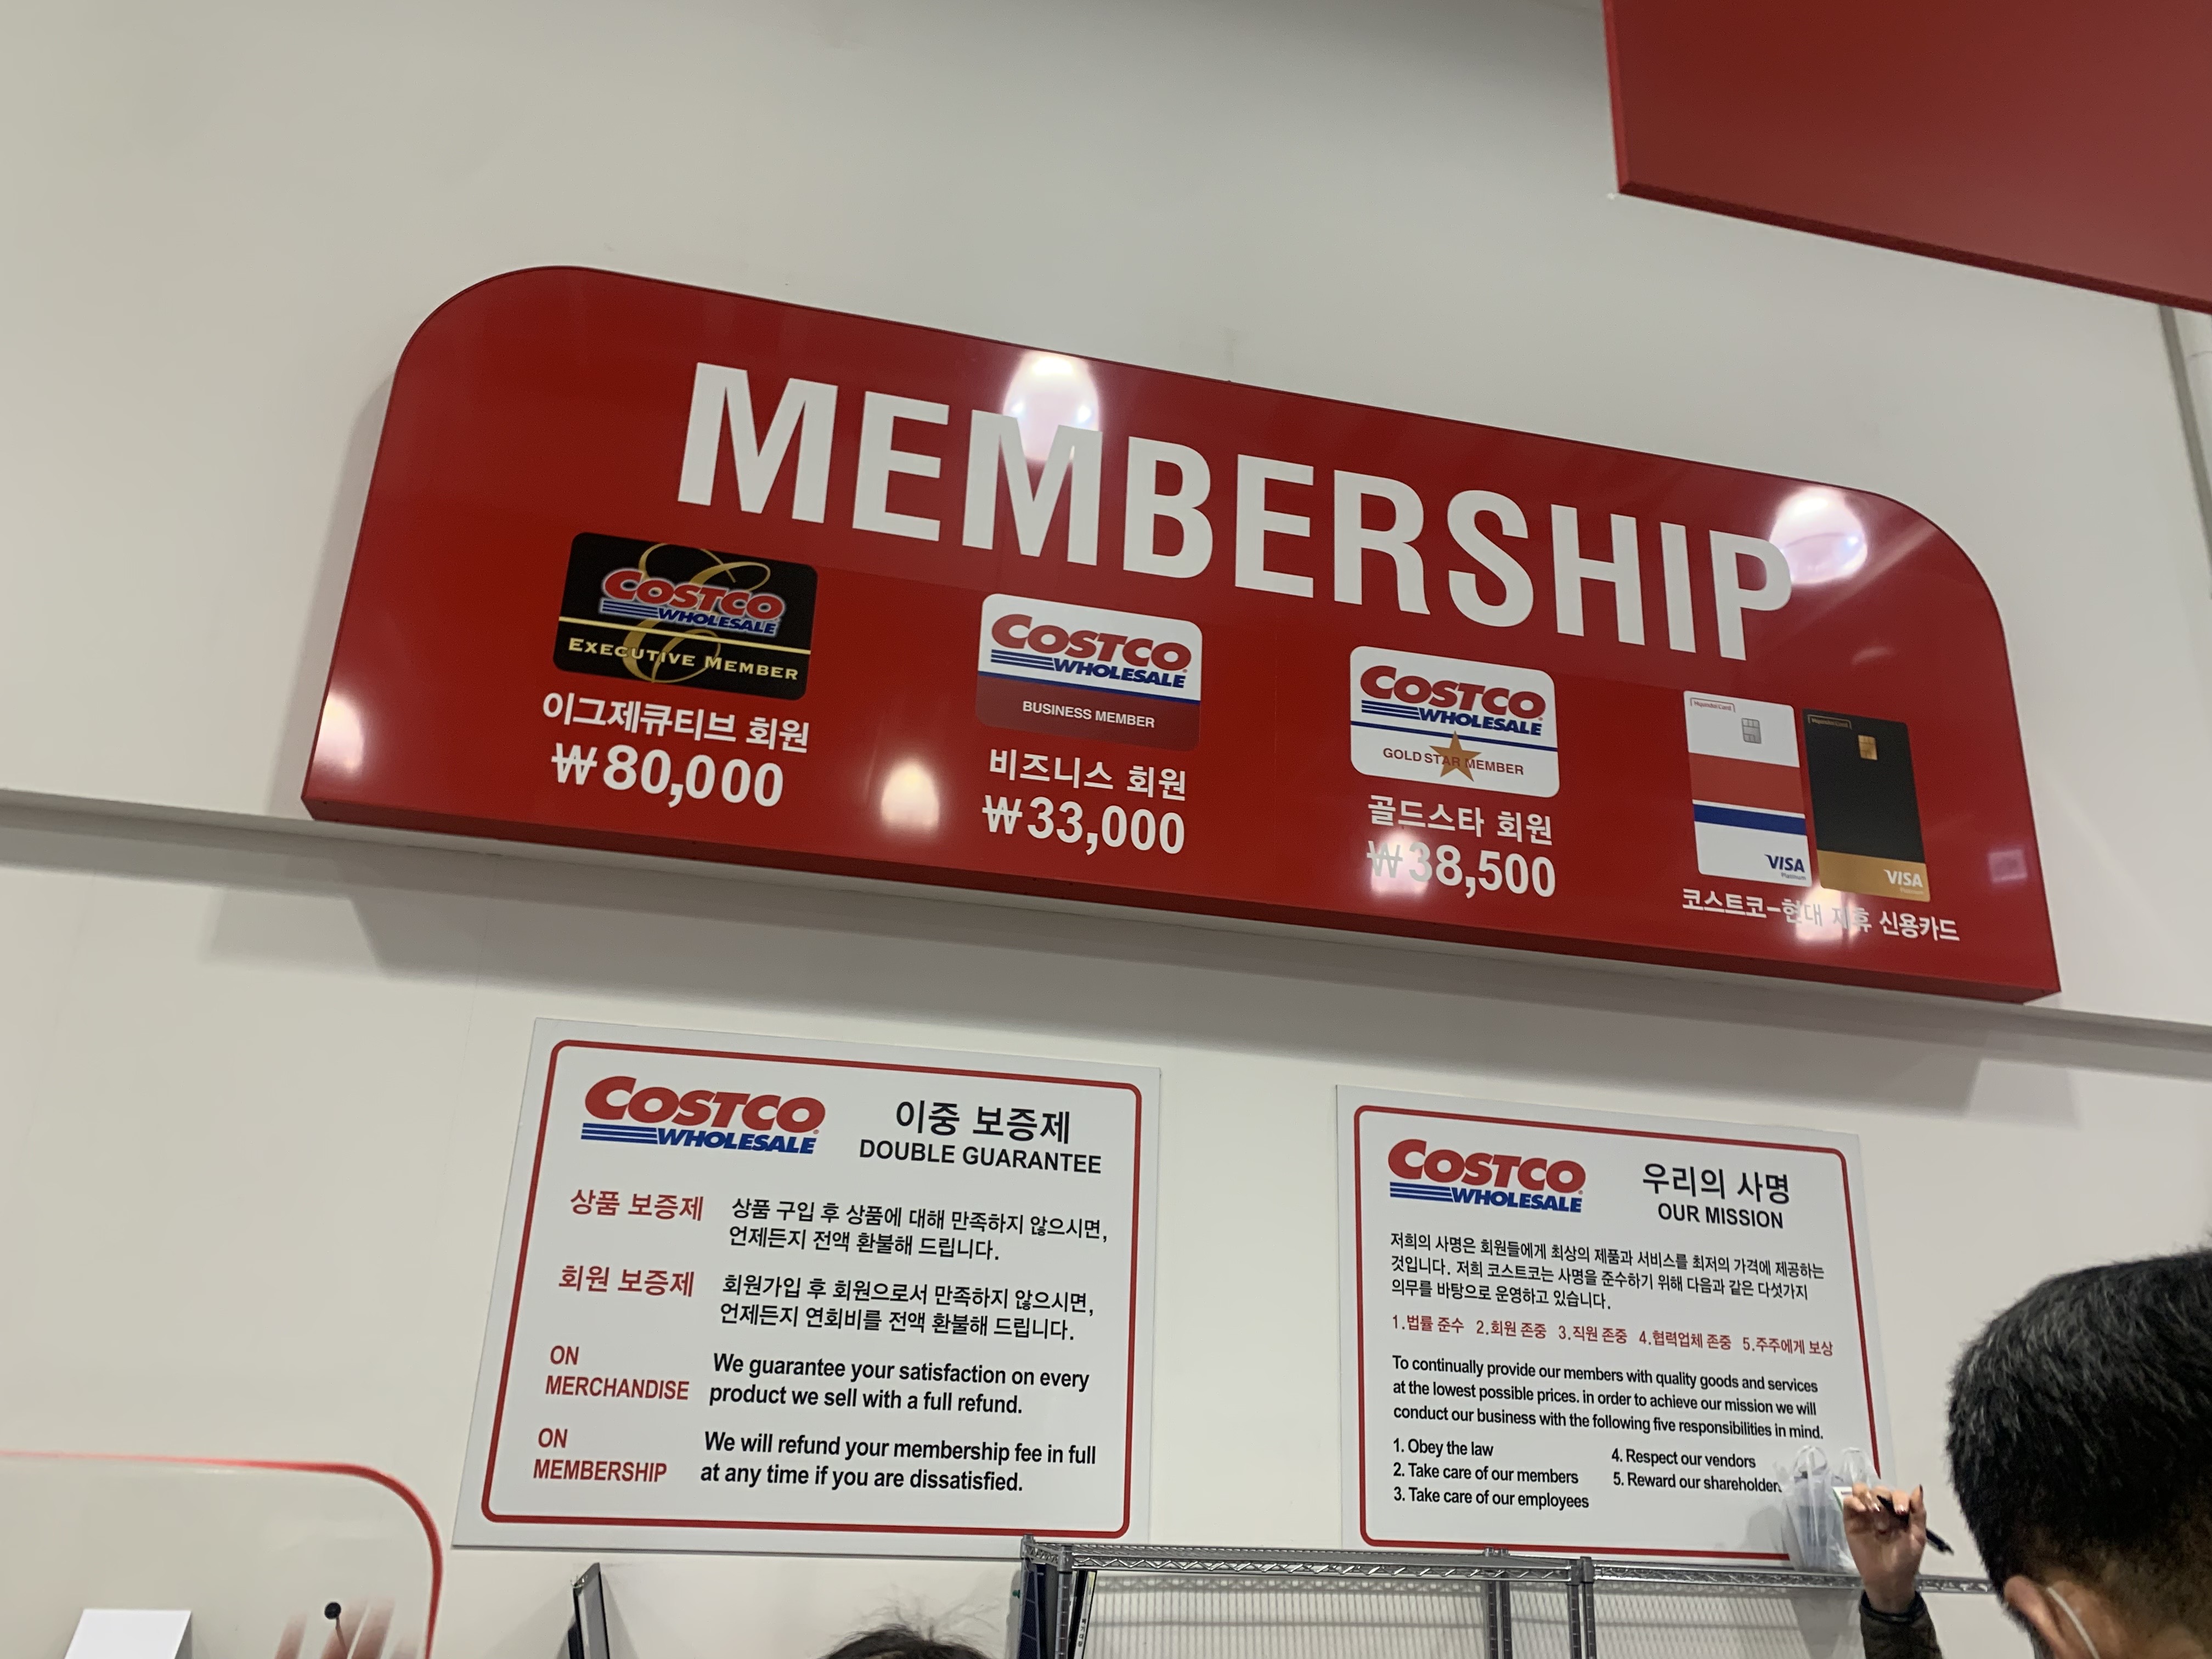 MEMBERSHIP
COSTCO
WHOLESALE
EXECUTIVE MEMBER
이그제큐티브 회원
₩80,000
COSTCO
WHOLESALE
BUSINESS MEMBER
비즈니스 회원
₩33,000
COSTCO
WHOLESALE
GOLD STAR MEMBER
골드스타 회원
₩38,500
HyundaiCard
VISA
Platinum
HyundaiCard
VISA
Platinum
코스트코-현대 제휴 신용카드
COSTCO
WHOLESALE
이중 보증제
DOUBLE GUARANTEE
상품 보증제
상품 구입 후 상품에 대해 만족하지 않으시면,
언제든지 전액 환불해 드립니다.
회원 보증제
회원가입 후 회원으로서 만족하지 않으시면,
언제든지 연회비를 전액 환불해 드립니다.
ON
MERCHANDISE
We guarantee your satisfaction on every
product we sell with a full refund.
ON
MEMBERSHIP
We will refund your membership fee in full
at any time if you are dissatisfied.
COSTCO
WHOLESALE
우리의 사명
OUR MISSION
저희의 사명은 회원들에게 최상의 제품과 서비스를 최저의 가격에 제공하는
것입니다. 저희 코스트코는 사명을 준수하기 위해 다음과 같은 다섯가지
의무를 바탕으로 운영하고 있습니다.
1.법률 준수 2.회원 존중 3.직원 존중 4.협력업체 존중 5.주주에게 보상
To continually provide our members with quality goods and services
at the lowest possible prices. in order to achieve our mission we will
conduct our business with the following five responsibilities in mind.
1. Obey the law
2. Take care of our members
3. Take care of our employees
4. Respect our vendors
5. Reward our shareholders